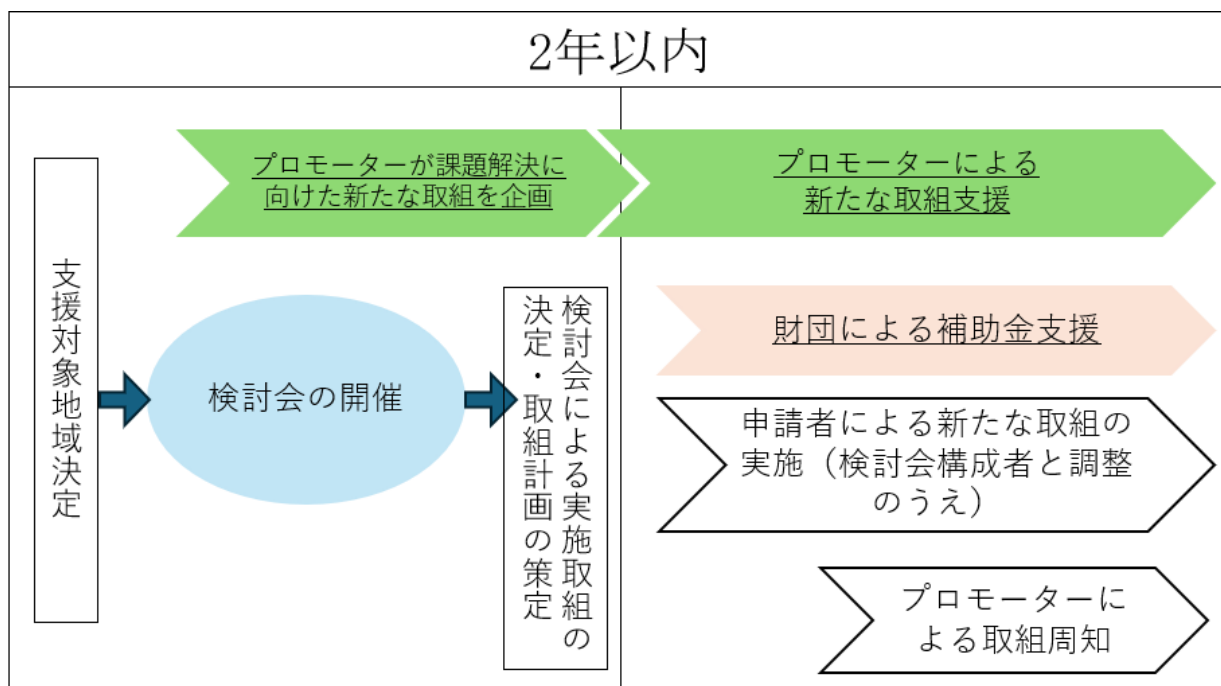 2年以内
プロモーターが課題解決に
向けた新たな取組を企画
プロモーターによる
新たな取組支援
支援対象地域決定
検討会の開催
検討会による実施取組の
決定・取組計画の策定
財団による補助金支援
申請者による新たな取組の
実施（検討会構成者と調整
のうえ）
プロモーターに
よる取組周知